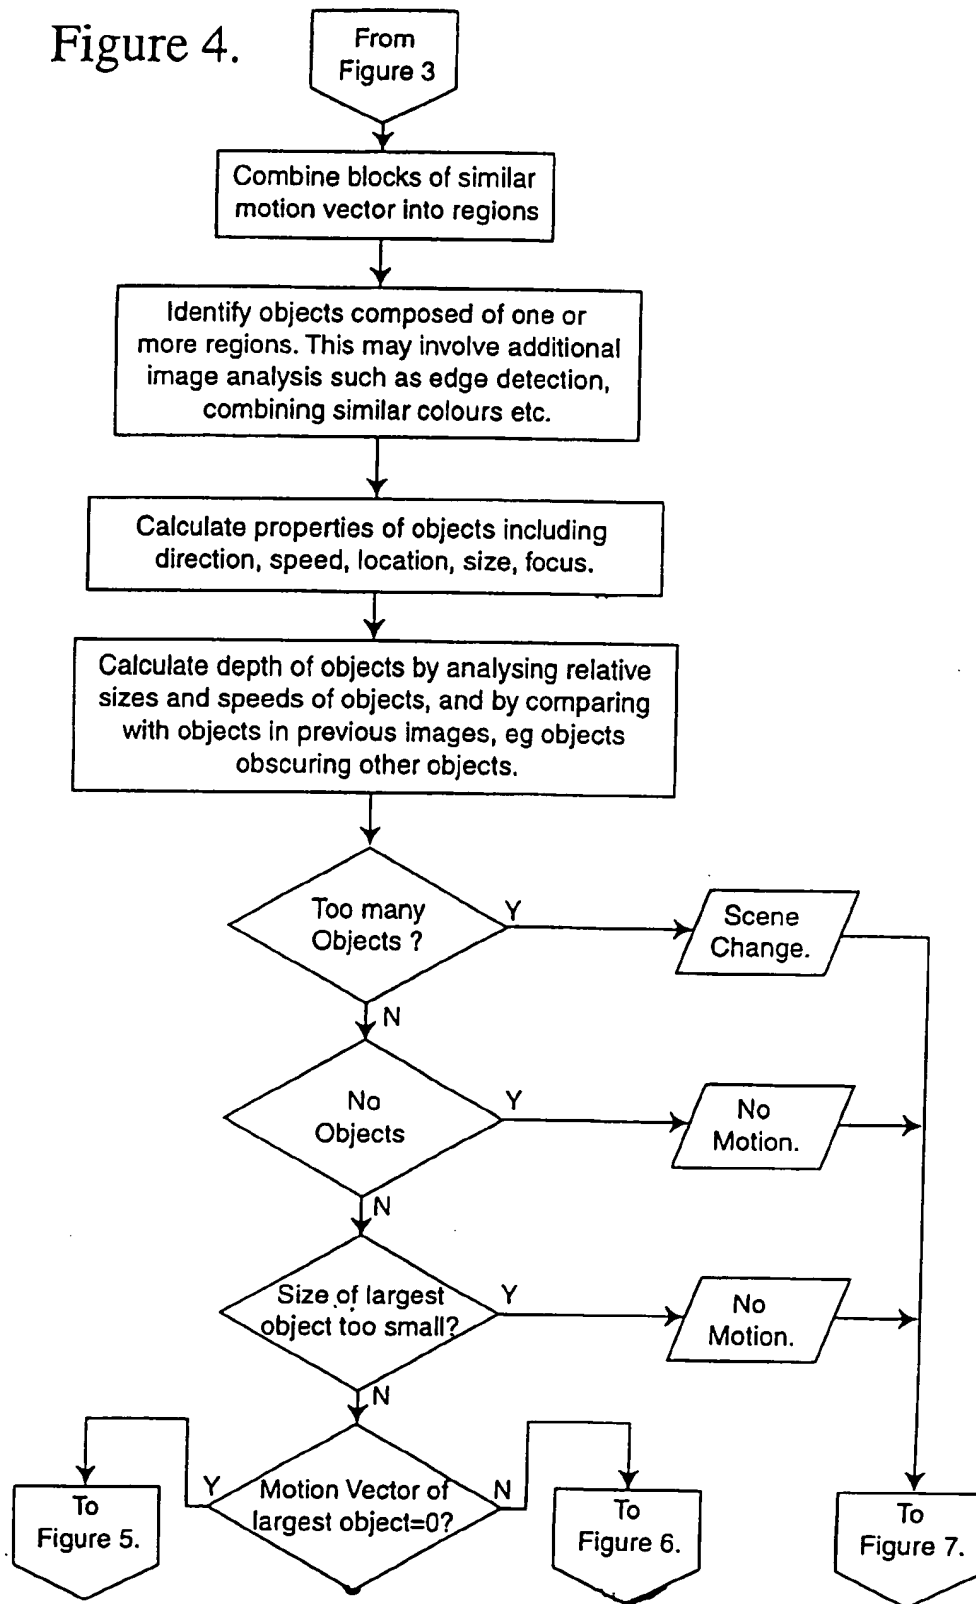 Figure 4.
From
Figure 3
Combine blocks of similar
motion vector into regions
Identify objects composed of one or
more regions. This may involve additional
image analysis such as edge detection,
combining similar colours etc.
Calculate properties of objects including
direction, speed, location, size, focus.
Calculate depth of objects by analysing relative
sizes and speeds of objects, and by comparing
with objects in previous images, eg objects
obscuring other objects.
Too many
Objects ?
Y
Scene
Change.
N
No
Objects
Y
No
Motion.
N
Size of largest
object too small?
Y
No
Motion.
N
Motion Vector of
largest object=0?
Y
N
To
Figure 5.
To
Figure 6.
To
Figure 7.